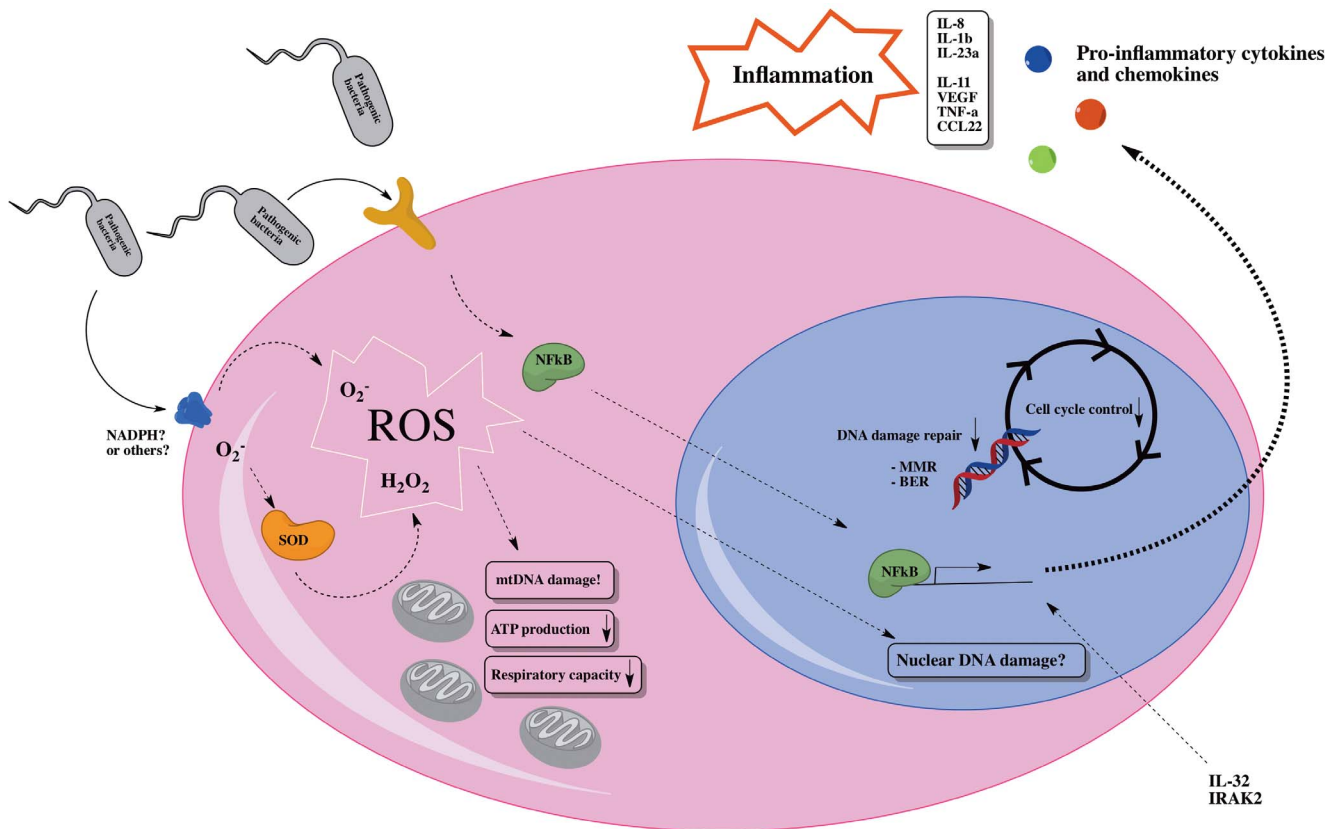 IL-8
IL-1b
IL-23a
IL-11
VEGF
TNF-a
CCL22
Inflammation
Pro-inflammatory cytokines
and chemokines
Pathogenic
bacteria
Pathogenic
bacteria
Pathogenic
bacteria
NADPH?
or others?
O₂⁻
O₂⁻
ROS
H₂O₂
SOD
NFkB
mtDNA damage!
ATP production ↓
Respiratory capacity ↓
Cell cycle control ↓
DNA damage repair ↓
- MMR
- BER
NFkB
Nuclear DNA damage?
IL-32
IRAK2